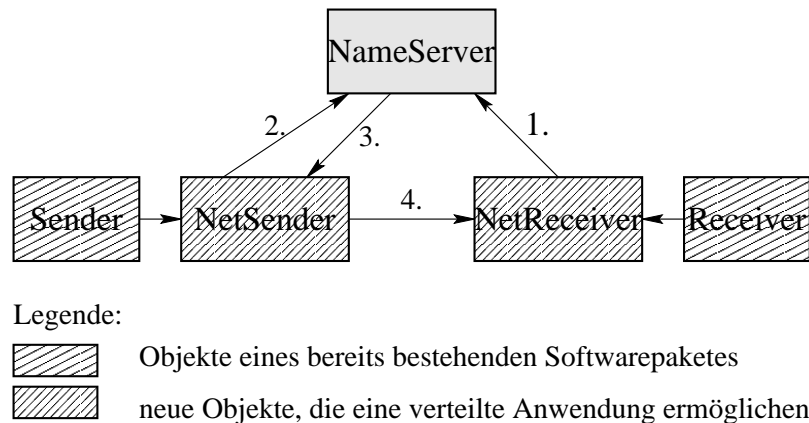 NameServer
2.
3.
1.
Sender
NetSender
4.
NetReceiver
Receiver
Legende:
Objekte eines bereits bestehenden Softwarepaketes
neue Objekte, die eine verteilte Anwendung ermöglichen